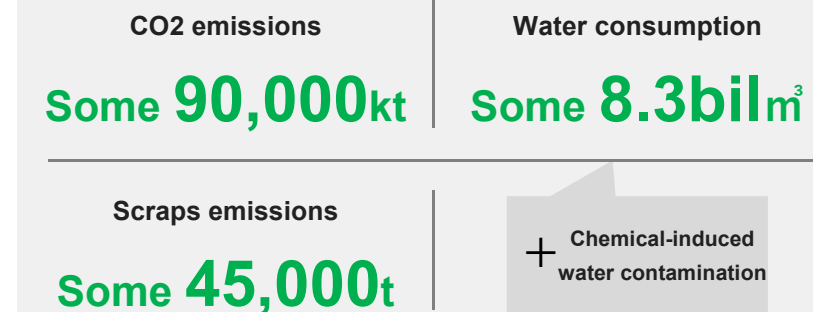 CO2 emissions
Some 90,000kt
Water consumption
Some 8.3bil㎥
Scraps emissions
Some 45,000t
+ Chemical-induced
water contamination